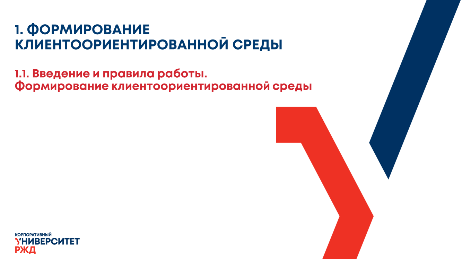 1. ФОРМИРОВАНИЕ
КЛИЕНТООРИЕНТИРОВАННОЙ СРЕДЫ
1.1. Введение и правила работы.
Формирование клиентоориентированной среды
КОРПОРАТИВНЫЙ
УНИВЕРСИТЕТ
РЖД